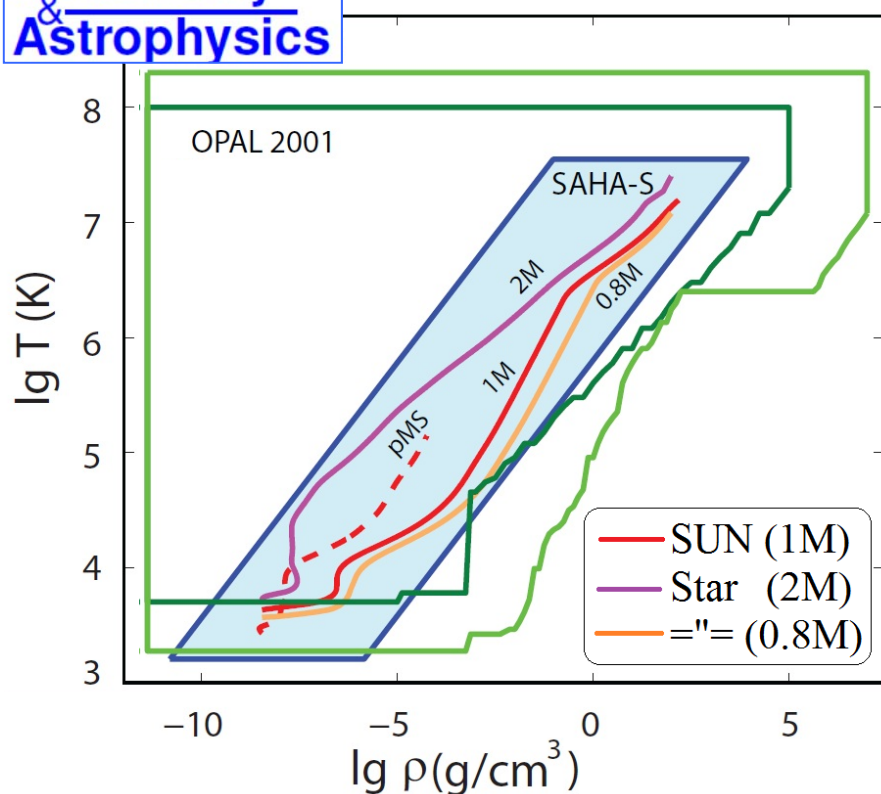 &
Astrophysics
OPAL 2001
SAHA-S
2M
0.8M
1M
pMS
8
7
6
5
4
3
lg T (K)
SUN (1M)
Star (2M)
="= (0.8M)
−10 −5 0 5
lg ρ(g/cm³)